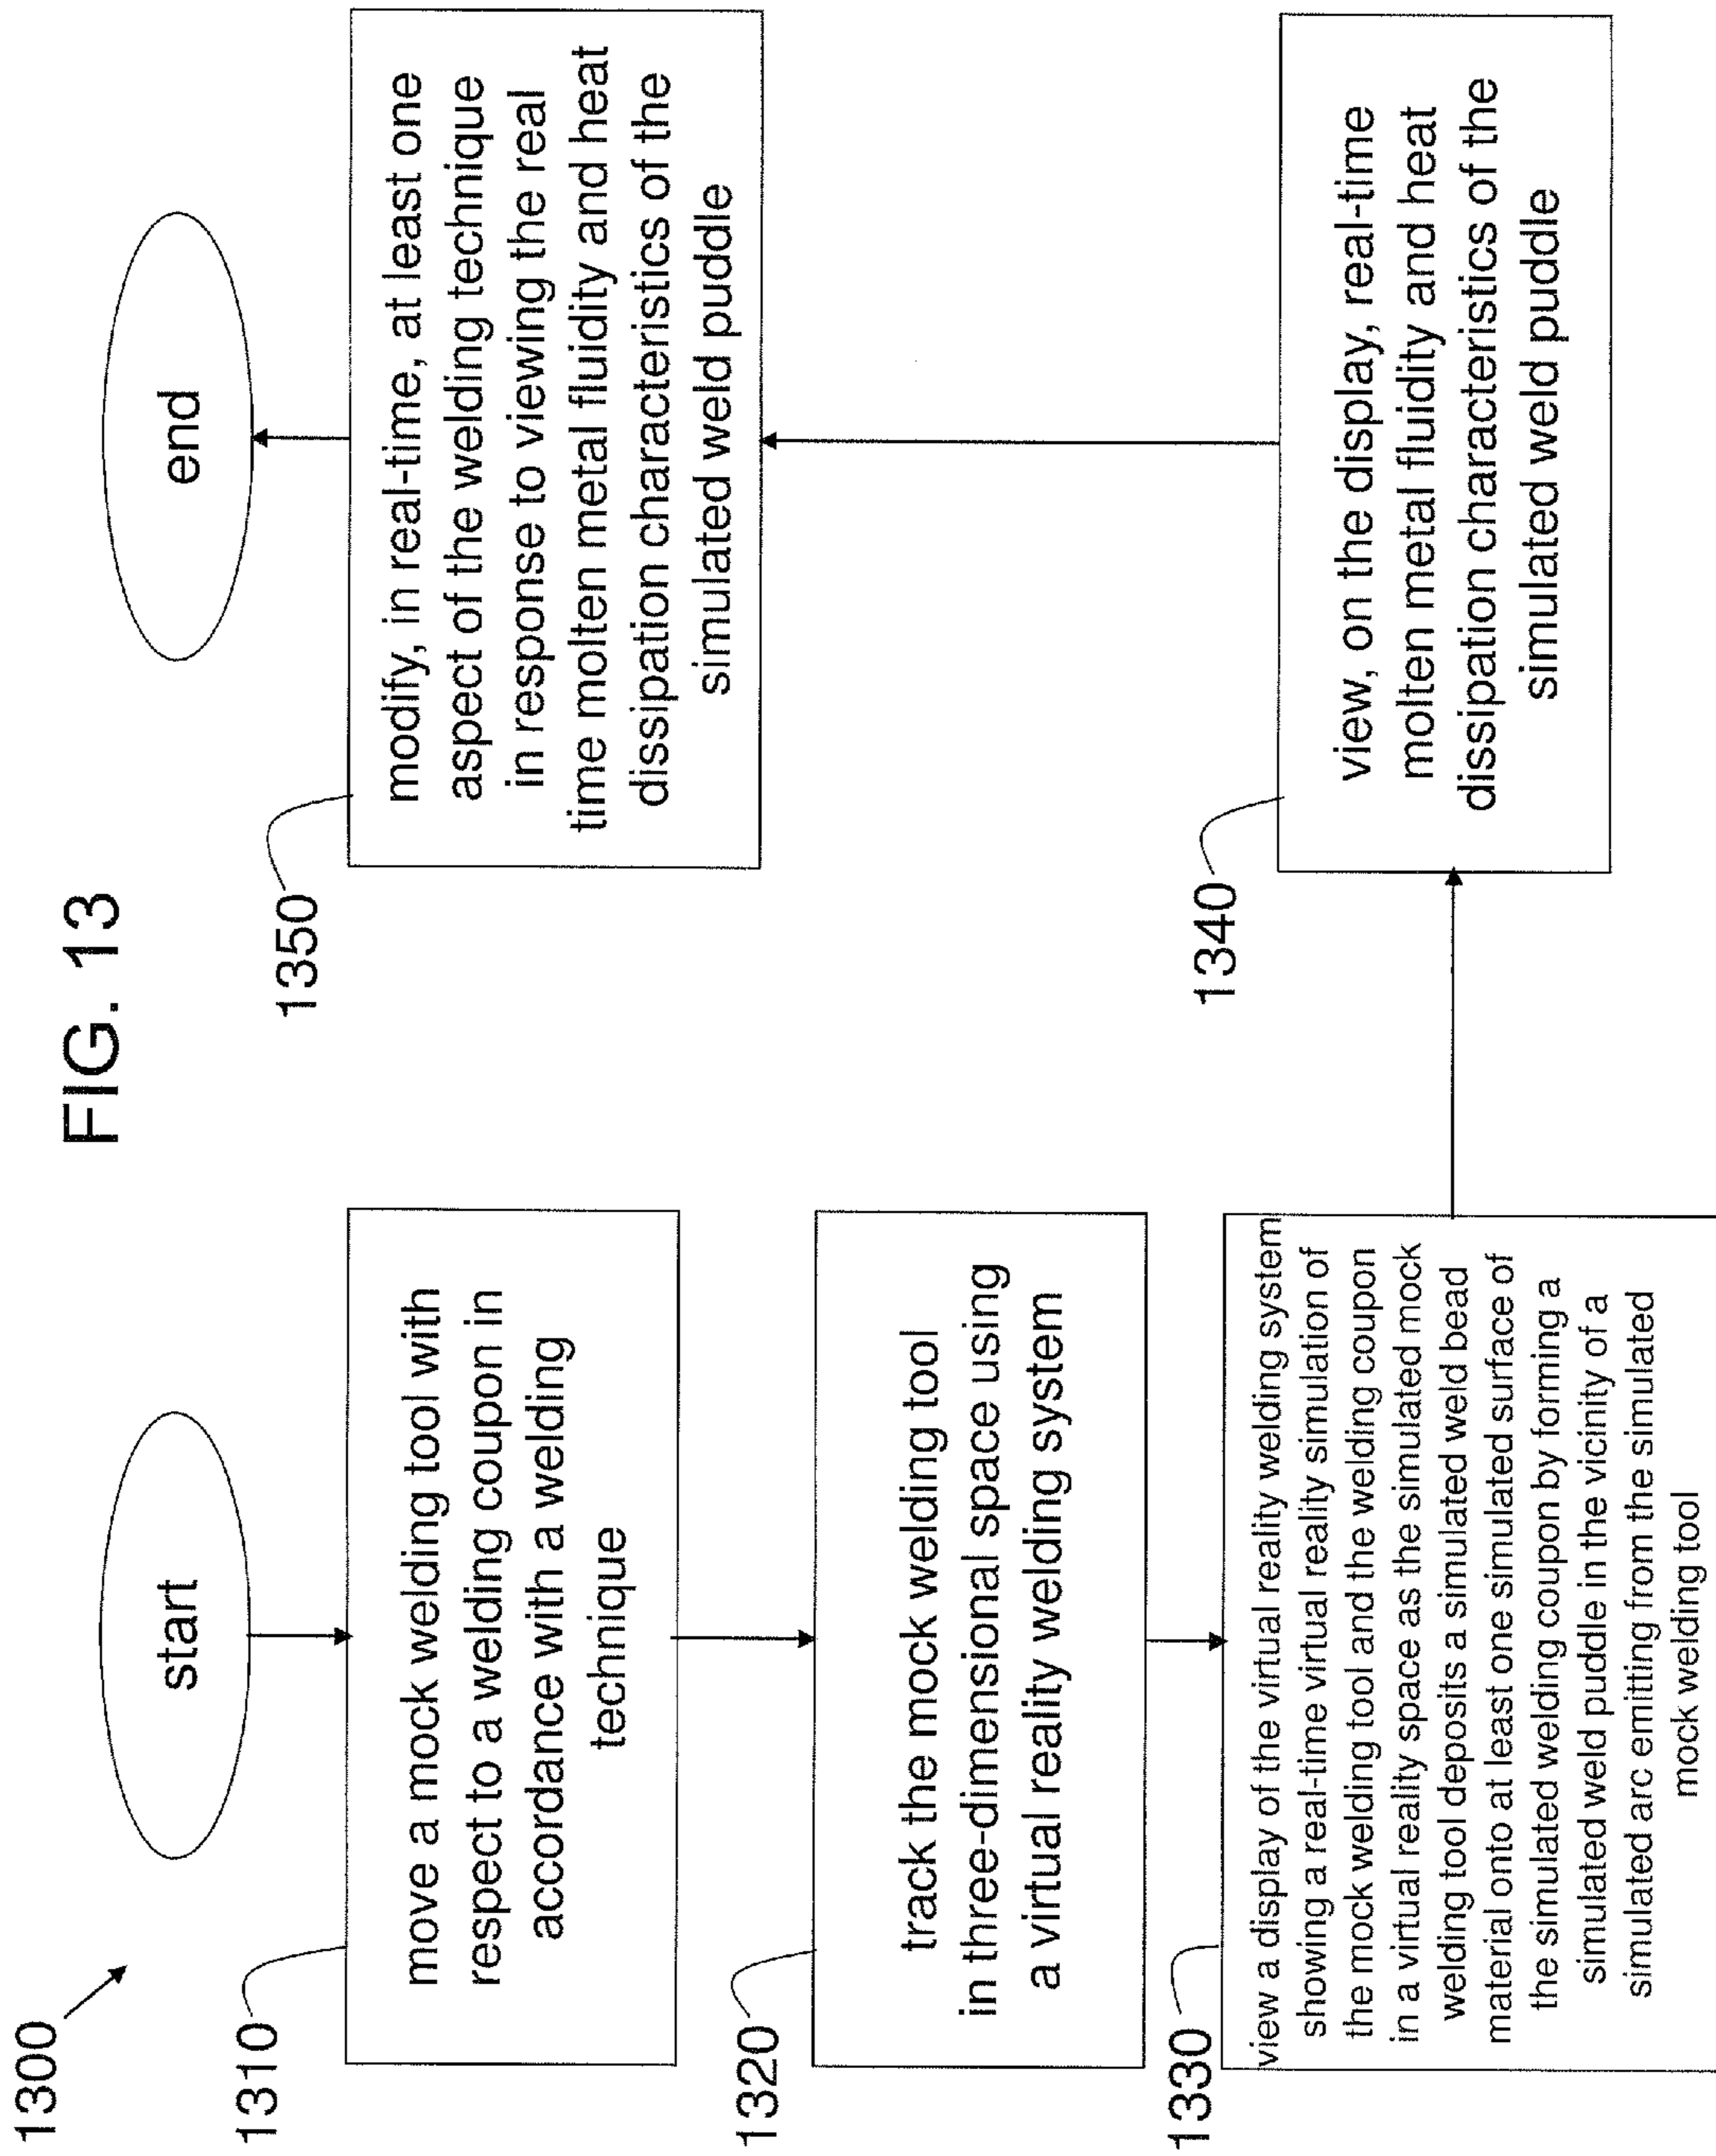 FIG. 13
1300
start
1310
move a mock welding tool with
respect to a welding coupon in
accordance with a welding
technique
1320
track the mock welding tool
in three-dimensional space using
a virtual reality welding system
1330
view a display of the virtual reality welding system
showing a real-time virtual reality simulation of
the mock welding tool and the welding coupon
in a virtual reality space as the simulated mock
welding tool deposits a simulated weld bead
material onto at least one simulated surface of
the simulated welding coupon by forming a
simulated weld puddle in the vicinity of a
simulated arc emitting from the simulated
mock welding tool
1340
view, on the display, real-time
molten metal fluidity and heat
dissipation characteristics of the
simulated weld puddle
1350
modify, in real-time, at least one
aspect of the welding technique
in response to viewing the real
time molten metal fluidity and heat
dissipation characteristics of the
simulated weld puddle
end